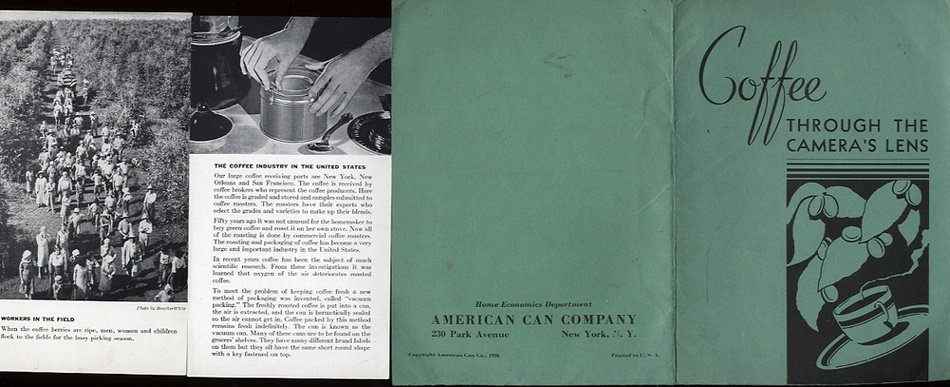 Photo by BourkeWhite
WORKERS IN THE FIELD
When the coffee berries are ripe, men, women and children
flock to the fields for the busy picking season.
THE COFFEE INDUSTRY IN THE UNITED STATES
Our large coffee receiving ports are New York, New
Orleans and San Francisco. The coffee is received by
coffee brokers who represent the coffee producers. Here
the coffee is graded and stored and samples submitted to
coffee roasters. The roasters have their experts who
select the grades and varieties to make up their blends.
Fifty years ago it was not unusual for the homemaker to
buy green coffee and roast it on her own stove. Now all
of the roasting is done by commercial coffee roasters.
The roasting and packaging of coffee has become a very
large and important industry in the United States.
In recent years coffee has been the subject of much
scientific research. From these investigations it was
learned that oxygen of the air deteriorates roasted
coffee.
To meet the problem of keeping coffee fresh a new
method of packaging was invented, called "vacuum
packing." The freshly roasted coffee is put into a can,
the air is extracted, and the can is hermetically sealed
so the air cannot get in. Coffee packed by this method
remains fresh indefinitely. The can is known as the
vacuum can. Many of these cans are to be found on the
grocers' shelves. They have many different brand labels
on them but they all have the same short round shape
with a key fastened on top.
Home Economics Department
AMERICAN CAN COMPANY
230 Park Avenue New York, N. Y.
Copyright American Can Co., 1936 Printed in U. S. A.
Coffee
THROUGH THE
CAMERA'S LENS